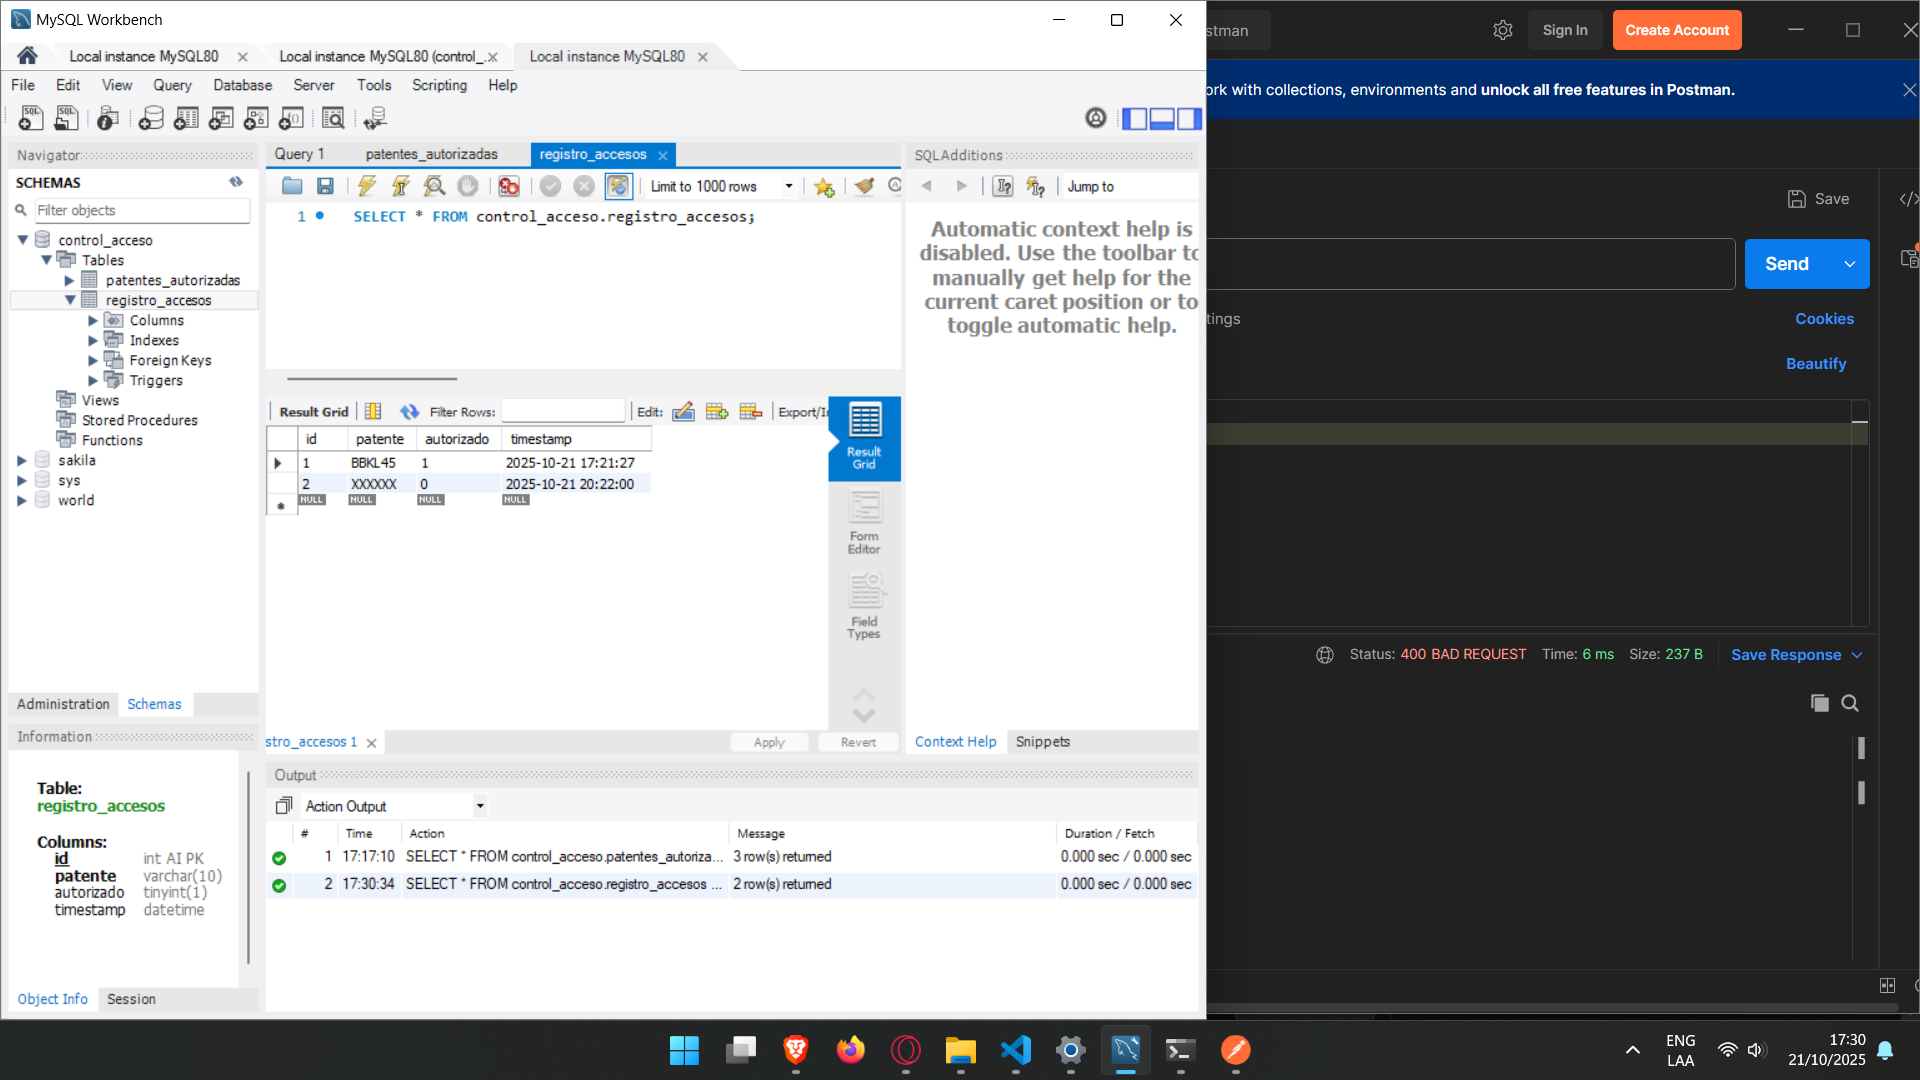 MySQL Workbench
Local instance MySQL80
Local instance MySQL80 (control_...
Local instance MySQL80
File Edit View Query Database Server Tools Scripting Help
Navigator
SCHEMAS
Filter objects
control_acceso
Tables
patentes_autorizadas
registro_accesos
Columns
Indexes
Foreign Keys
Triggers
Views
Stored Procedures
Functions
sakila
sys
world
Administration Schemas
Information
Table:
registro_accesos
Columns:
id int AI PK
patente varchar(10)
autorizado tinyint(1)
timestamp datetime
Object Info Session
Query 1 patentes_autorizadas registro_accesos
Limit to 1000 rows
1 SELECT * FROM control_acceso.registro_accesos;
Result Grid Filter Rows: Edit: Export/I
id patente autorizado timestamp
1 BBKL45 1 2025-10-21 17:21:27
2 XXXXXX 0 2025-10-21 20:22:00
NULL NULL NULL NULL
Result
Grid
Form
Editor
Field
Types
stro_accesos 1
Apply Revert
SQLAdditions
Jump to
Automatic context help is
disabled. Use the toolbar to
manually get help for the
current caret position or to
toggle automatic help.
Context Help Snippets
Output
Action Output
# Time Action Message Duration / Fetch
1 17:17:10 SELECT * FROM control_acceso.patentes_autoriza... 3 row(s) returned 0.000 sec / 0.000 sec
2 17:30:34 SELECT * FROM control_acceso.registro_accesos ... 2 row(s) returned 0.000 sec / 0.000 sec
stman
Sign In
Create Account
ork with collections, environments and unlock all free features in Postman.
Save
Send
tings
Cookies
Beautify
Status: 400 BAD REQUEST Time: 6 ms Size: 237 B Save Response
ENG
LAA
17:30
21/10/2025